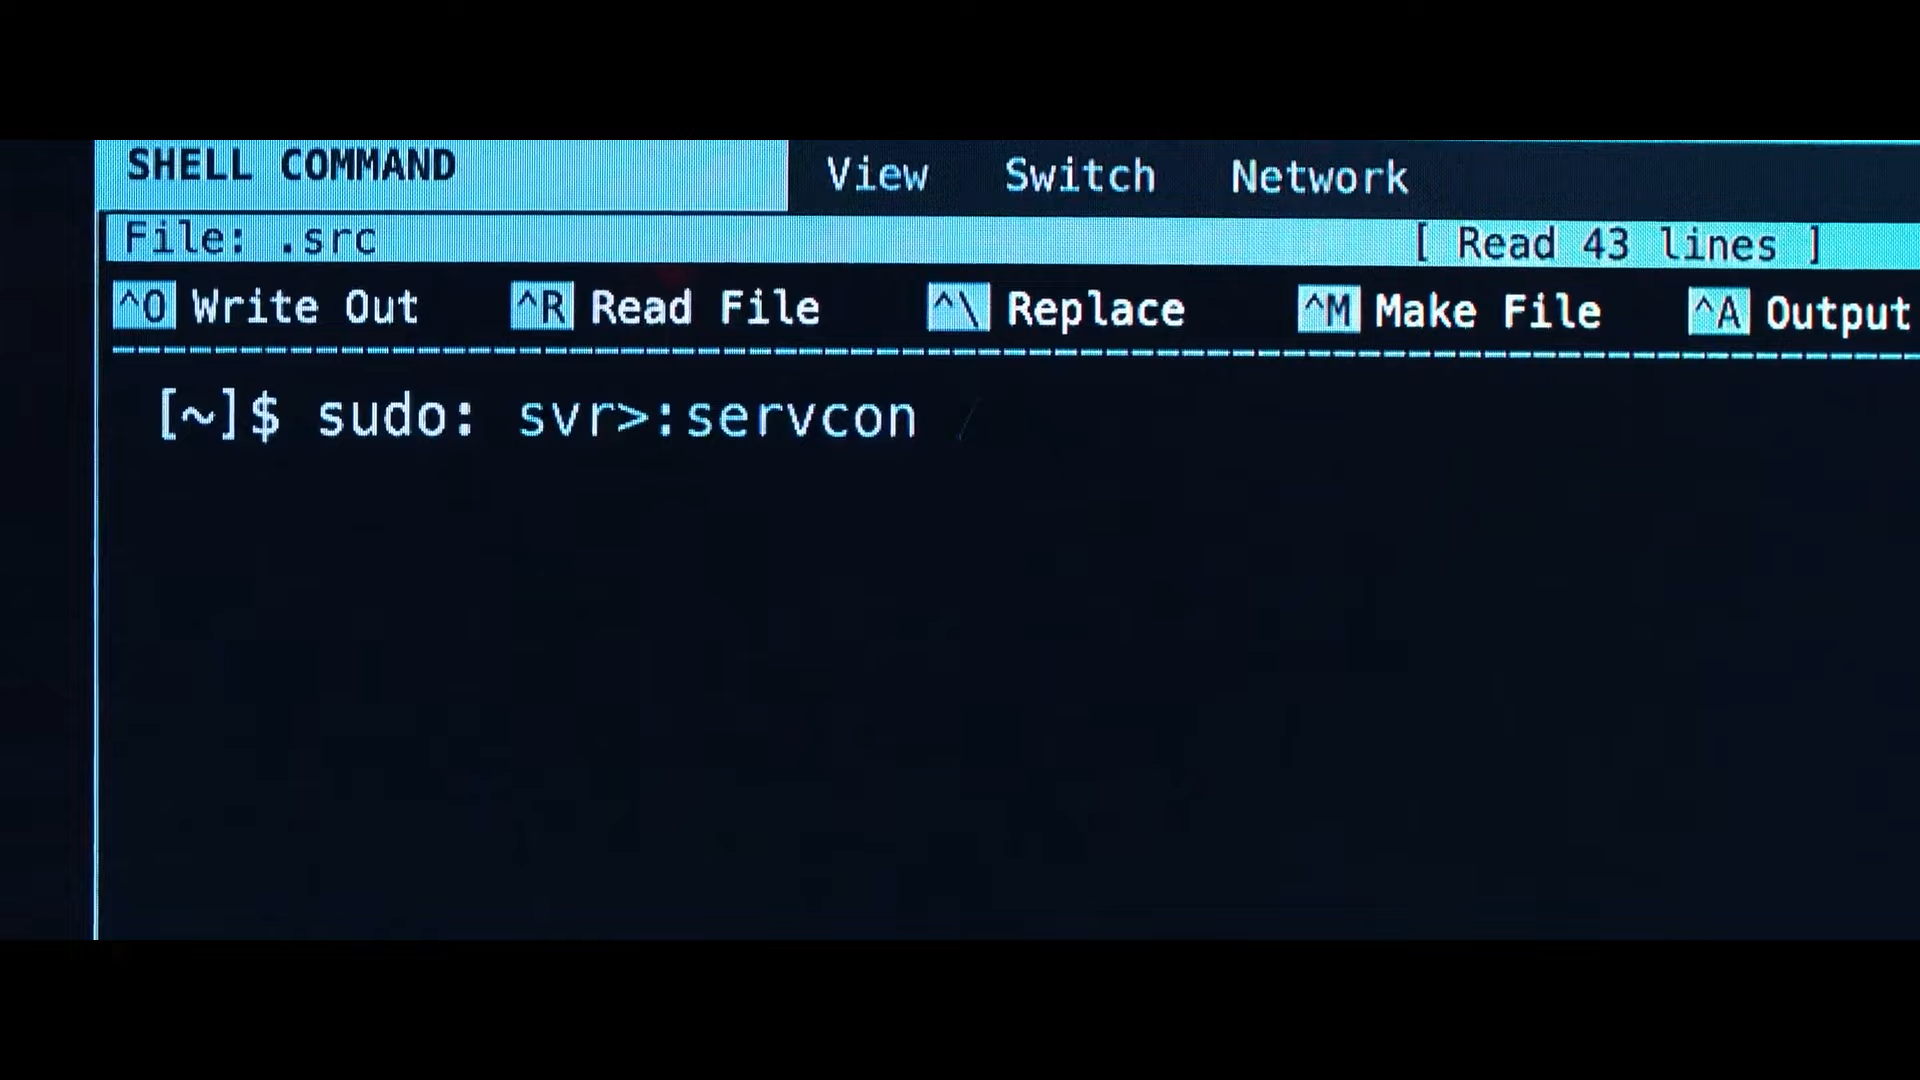 SHELL COMMAND View Switch Network
File: .src [ Read 43 lines ]
^O Write Out ^R Read File ^\ Replace ^M Make File ^A Output
[~]$ sudo: svr>:servcon /